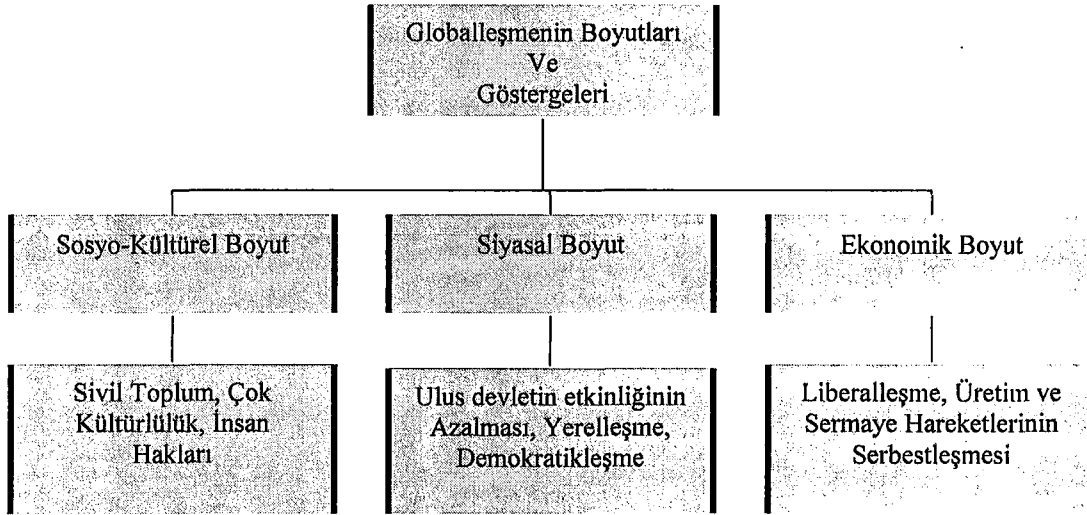 Globalleşmenin Boyutları
Ve
Göstergeleri
Sosyo-Kültürel Boyut
Siyasal Boyut
Ekonomik Boyut
Sivil Toplum, Çok
Kültürlülük, İnsan
Hakları
Ulus devletin etkinliğinin
Azalması, Yerelleşme,
Demokratikleşme
Liberalleşme, Üretim ve
Sermaye Hareketlerinin
Serbestleşmesi